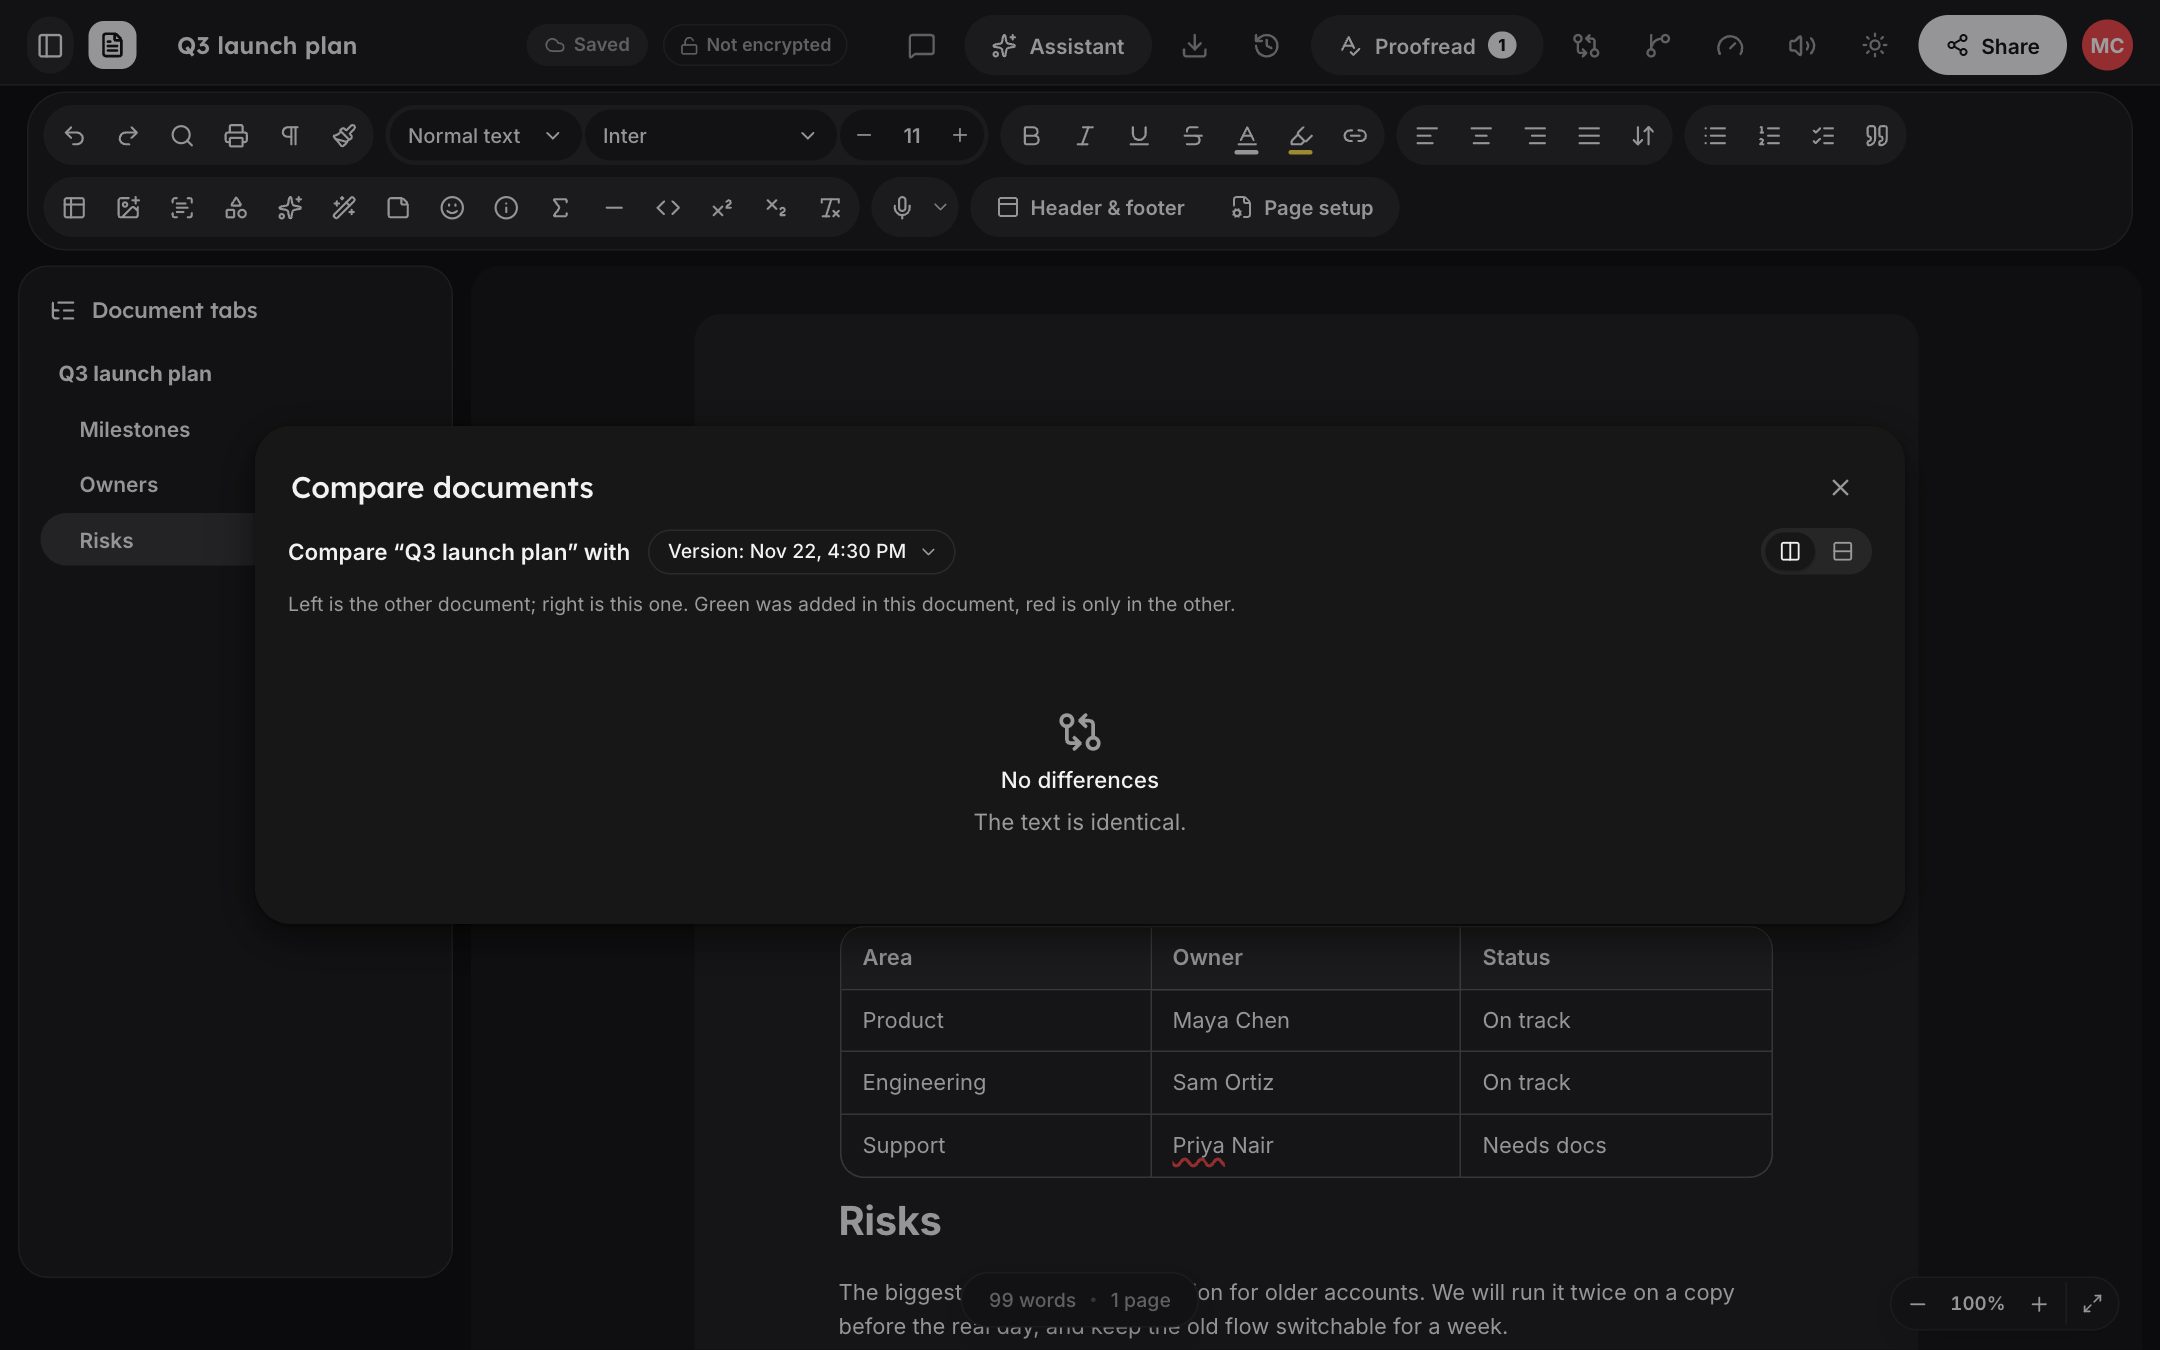 Q3 launch plan
Saved
Not encrypted
Assistant
Proofread 1
Share
MC
Normal text
Inter
11
Header & footer
Page setup
Document tabs
Q3 launch plan
Milestones
Owners
Risks
Compare documents
Compare “Q3 launch plan” with
Version: Nov 22, 4:30 PM
Left is the other document; right is this one. Green was added in this document, red is only in the other.
No differences
The text is identical.
Area Owner Status
Product Maya Chen On track
Engineering Sam Ortiz On track
Support Priya Nair Needs docs
Risks
The biggest on for older accounts. We will run it twice on a copy
before the real day, and keep the old flow switchable for a week.
99 words • 1 page
100%